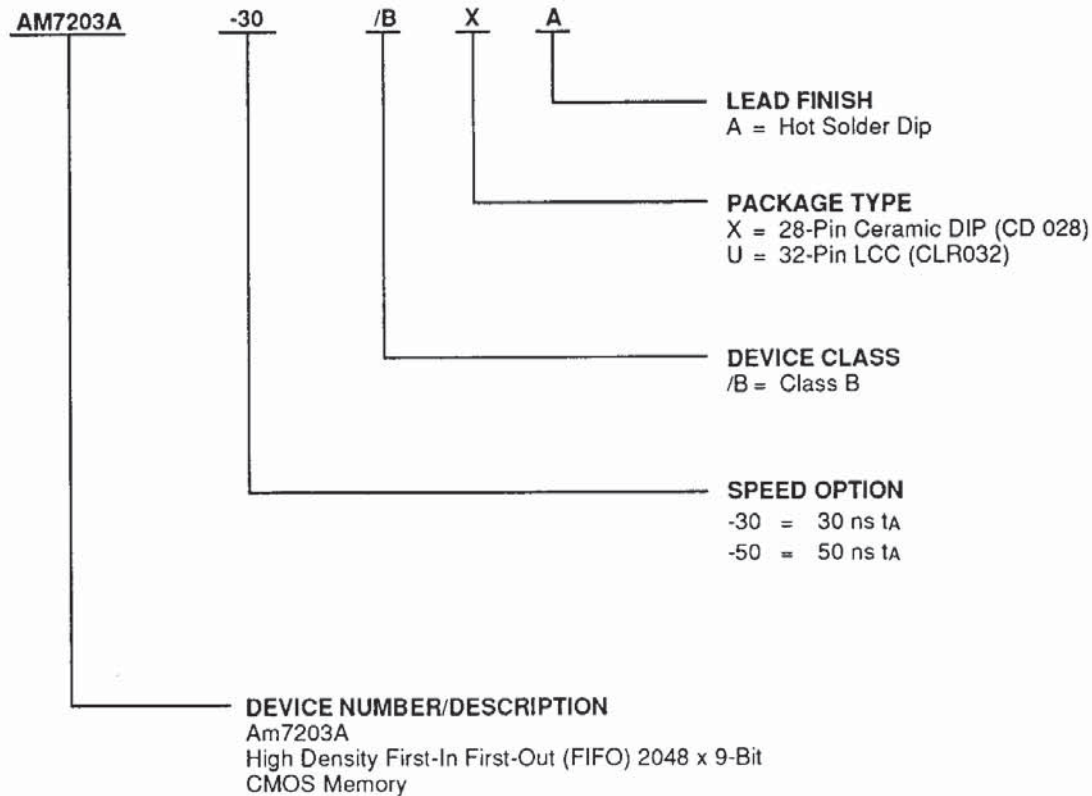 AM7203A -30 /B X A
LEAD FINISH
A = Hot Solder Dip
PACKAGE TYPE
X = 28-Pin Ceramic DIP (CD 028)
U = 32-Pin LCC (CLR032)
DEVICE CLASS
/B = Class B
SPEED OPTION
-30 = 30 ns tA
-50 = 50 ns tA
DEVICE NUMBER/DESCRIPTION
Am7203A
High Density First-In First-Out (FIFO) 2048 x 9-Bit
CMOS Memory